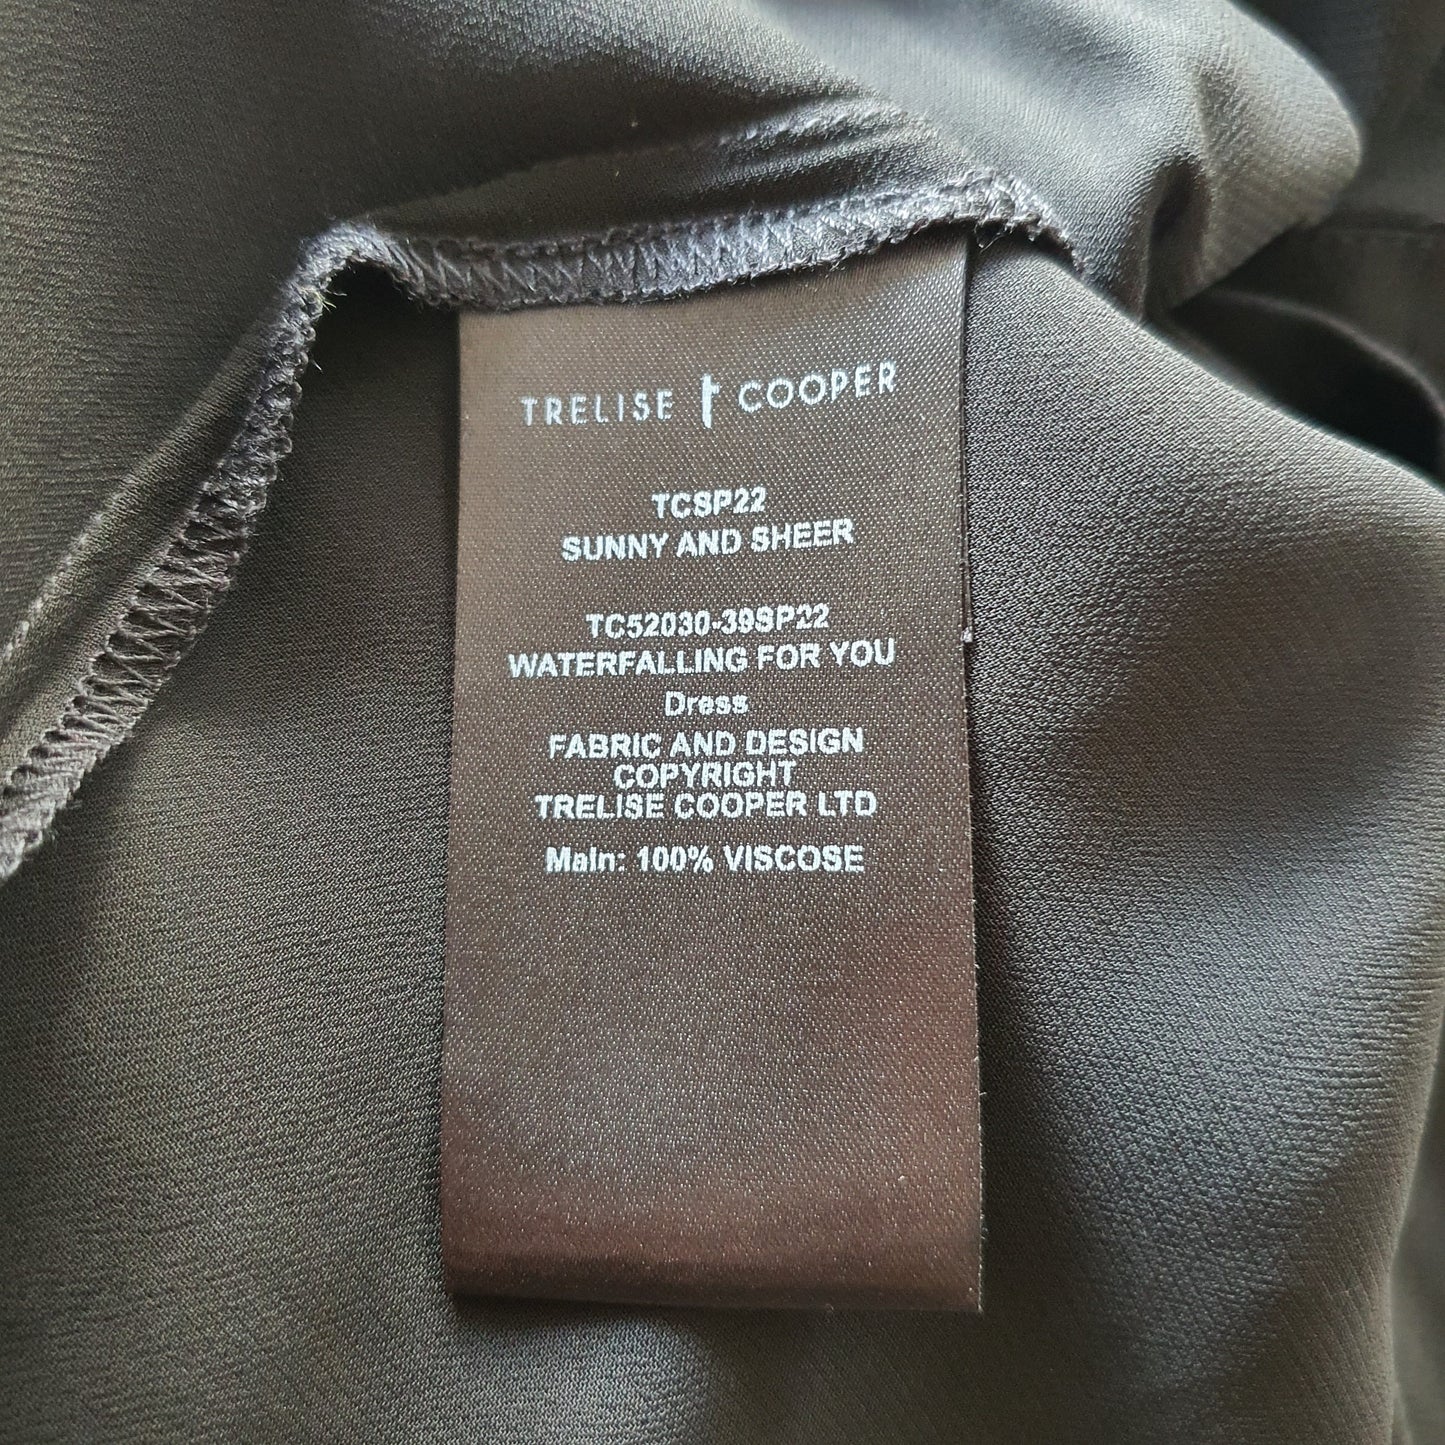 TRELISE COOPER
TCSP22
SUNNY AND SHEER
TC52030-39SP22
WATERFALLING FOR YOU
Dress
FABRIC AND DESIGN
COPYRIGHT
TRELISE COOPER LTD
Main: 100% VISCOSE